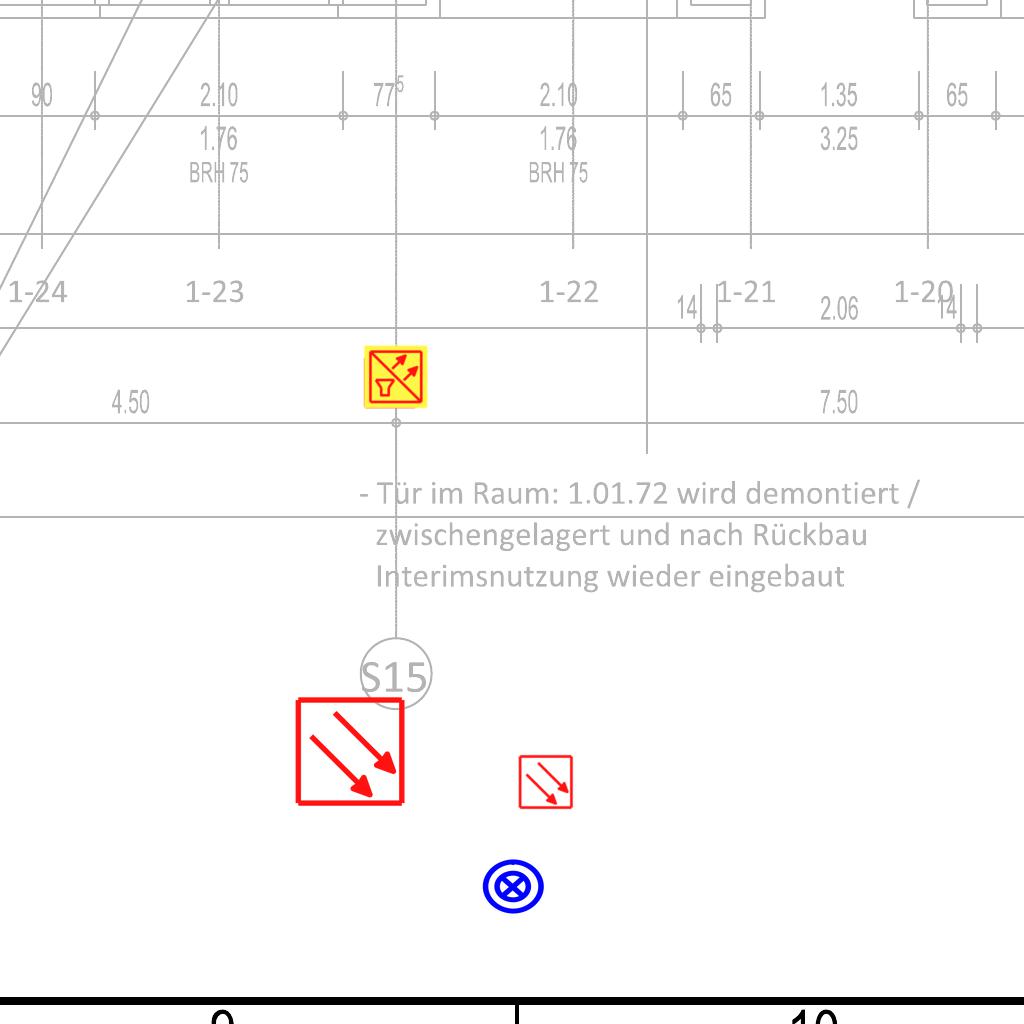 90 2.10 77⁵ 2.10 65 1.35 65
1.76 1.76 3.25
BRH 75 BRH 75
1-24 1-23 1-22 1-21 1-20
14 2.06 14
4.50 7.50
- Tür im Raum: 1.01.72 wird demontiert /
zwischengelagert und nach Rückbau
Interimsnutzung wieder eingebaut
S15